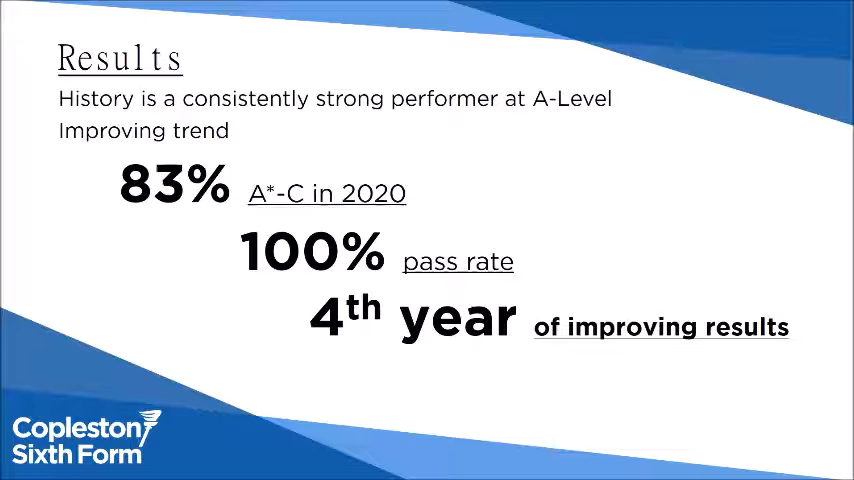 Results
History is a consistently strong performer at A-Level
Improving trend
83% A*-C in 2020
100% pass rate
4th year of improving results
Copleston
Sixth Form